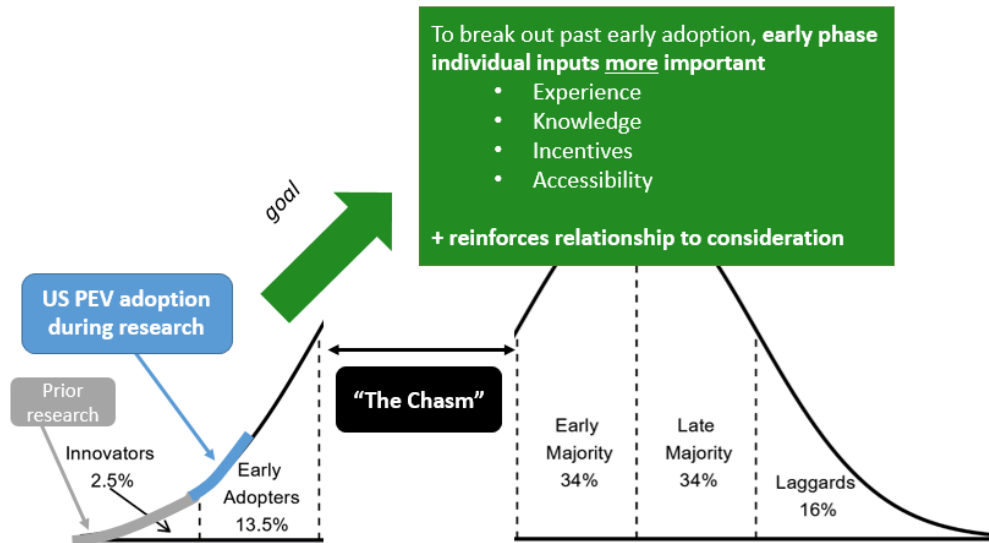 To break out past early adoption, early phase
individual inputs more important
• Experience
• Knowledge
• Incentives
• Accessibility
+ reinforces relationship to consideration
goal
US PEV adoption
during research
Prior
research
“The Chasm”
Innovators
2.5%
Early
Adopters
13.5%
Early
Majority
34%
Late
Majority
34%
Laggards
16%